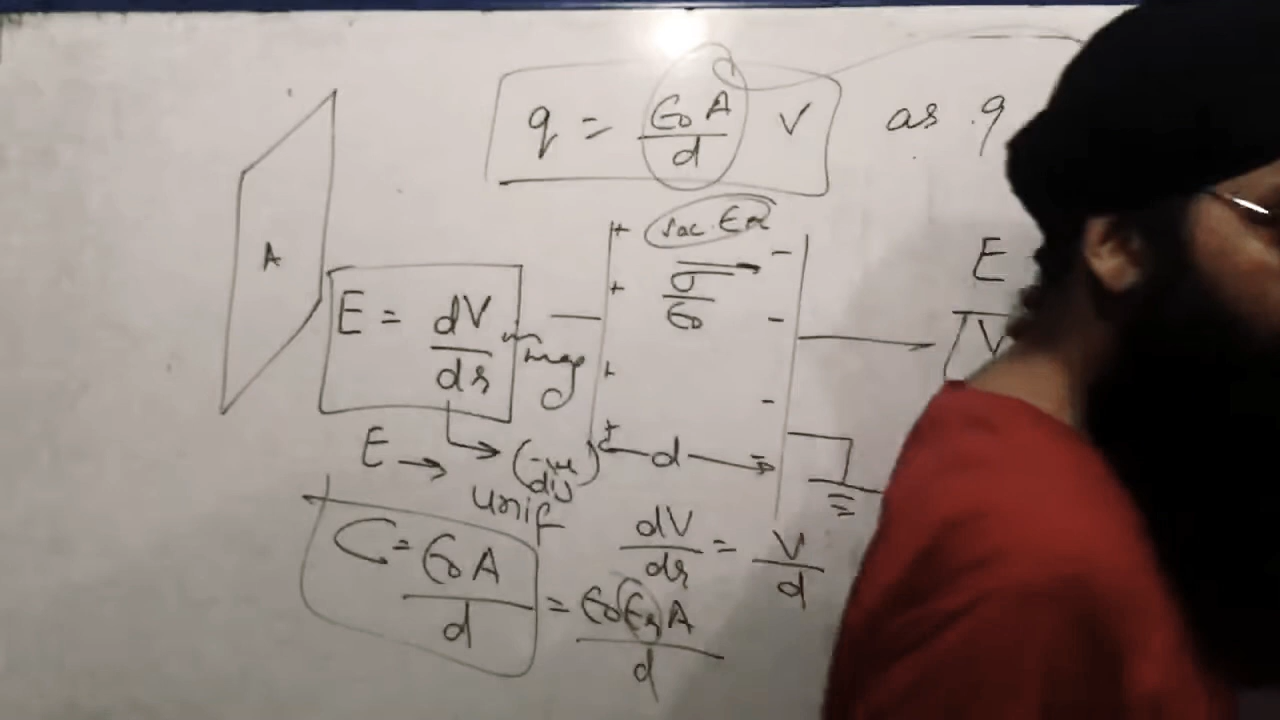 C
q = ϵ₀A/d V as q
A
+ + + +
- - - -
σ/ϵ₀
E = dV/dr
E
V
d
E →
unif
dV/dr = V/d
C = ϵ₀A/d = ϵ₀ϵᵣA/d